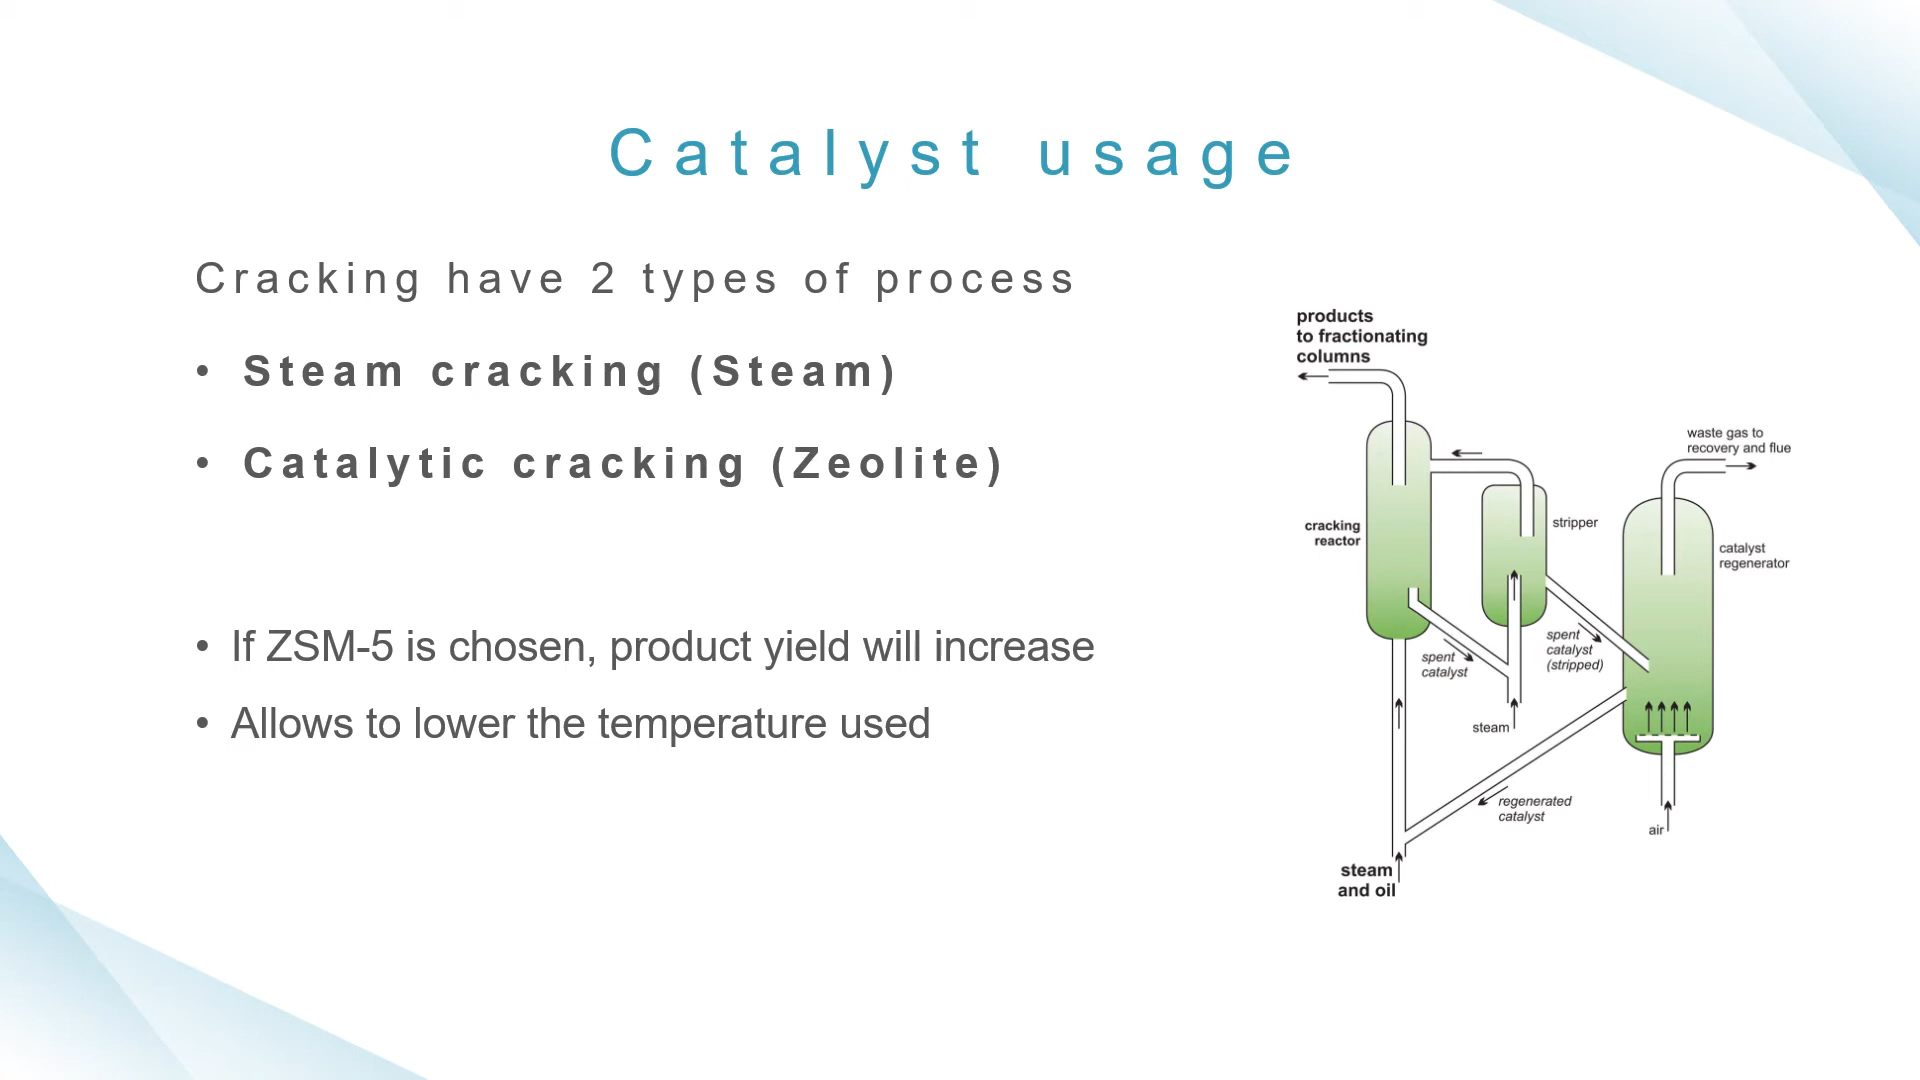 Catalyst usage
Cracking have 2 types of process
• Steam cracking (Steam)
• Catalytic cracking (Zeolite)
• If ZSM-5 is chosen, product yield will increase
• Allows to lower the temperature used
products
to fractionating
columns
waste gas to
recovery and flue
cracking
reactor
stripper
catalyst
regenerator
spent
catalyst
spent
catalyst
(stripped)
steam
regenerated
catalyst
air
steam
and oil